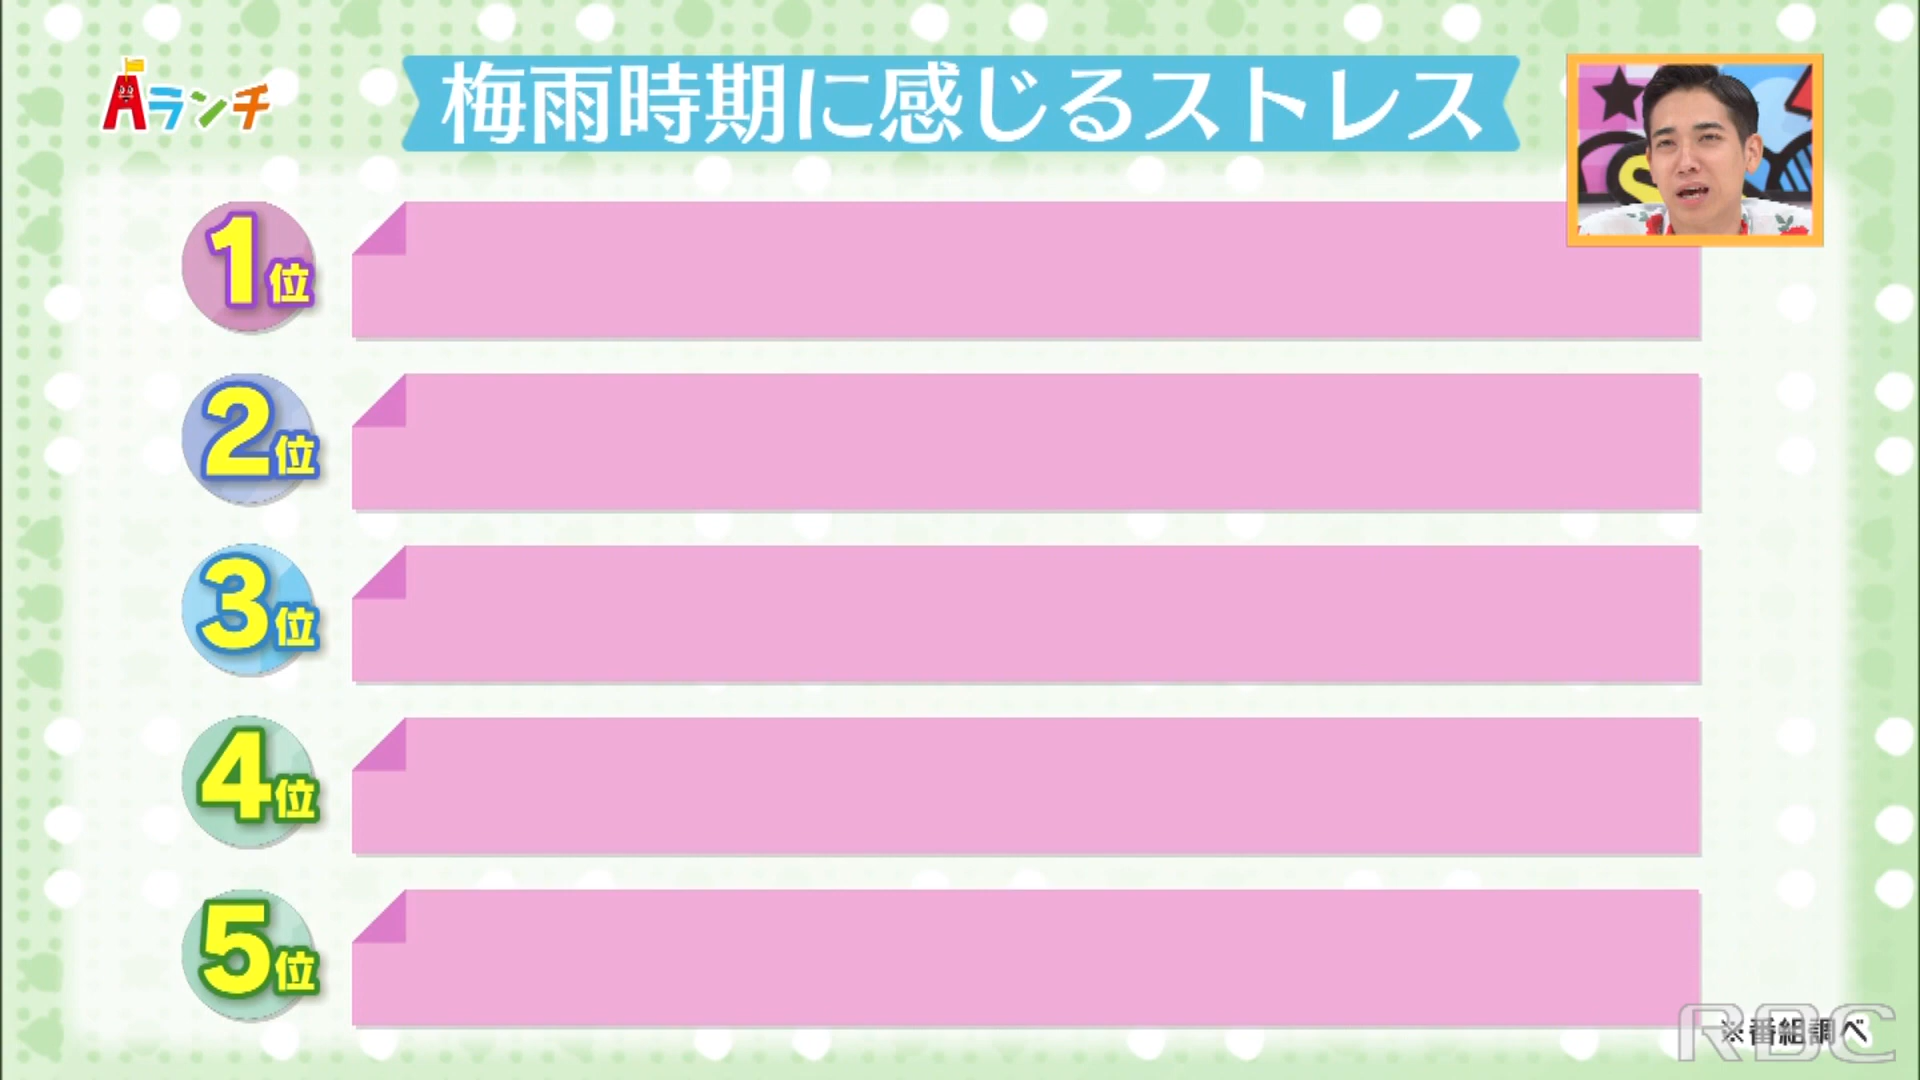 Aランチ
梅雨時期に感じるストレス
1位
2位
3位
4位
5位
※番組調べ
RBC